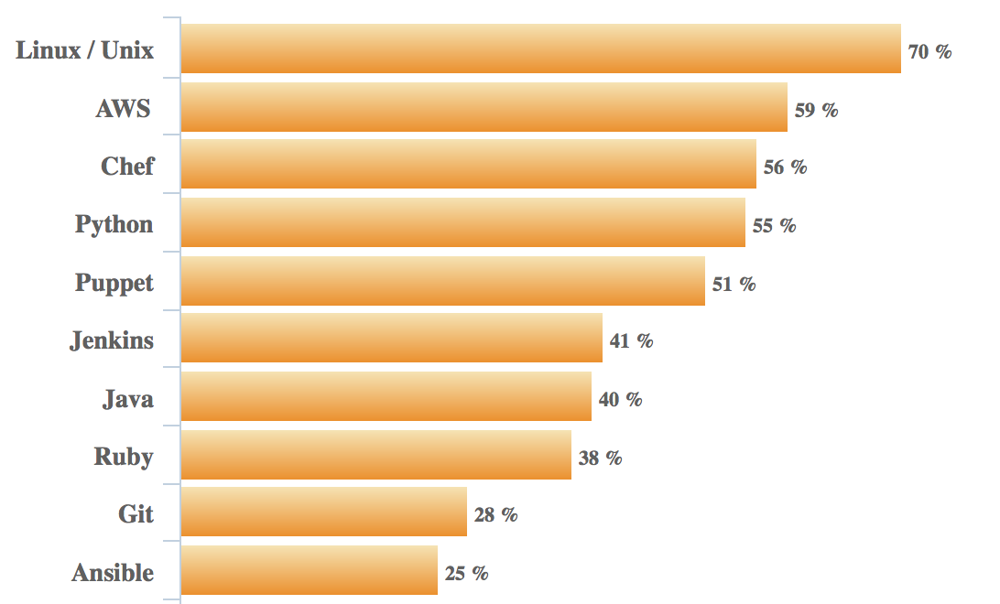 Linux / Unix 70 %
AWS 59 %
Chef 56 %
Python 55 %
Puppet 51 %
Jenkins 41 %
Java 40 %
Ruby 38 %
Git 28 %
Ansible 25 %